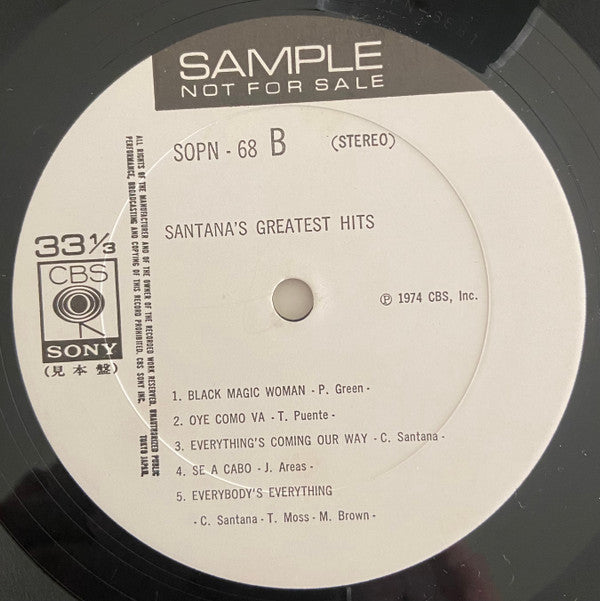 SAMPLE
NOT FOR SALE
SOPN - 68 B (STEREO)
SANTANA'S GREATEST HITS
33 1/3
CBS
SONY
(見本盤)
Ⓟ 1974 CBS, Inc.
1. BLACK MAGIC WOMAN - P. Green -
2. OYE COMO VA - T. Puente -
3. EVERYTHING'S COMING OUR WAY - C. Santana -
4. SE A CABO - J. Areas -
5. EVERYBODY'S EVERYTHING
- C. Santana - T. Moss - M. Brown -
ALL RIGHTS OF THE MANUFACTURER AND OF THE OWNER OF THE RECORDED WORK RESERVED. UNAUTHORIZED PUBLIC
PERFORMANCE, BROADCASTING AND COPYING OF THIS RECORD PROHIBITED. CBS SONY INC. TOKYO JAPAN.